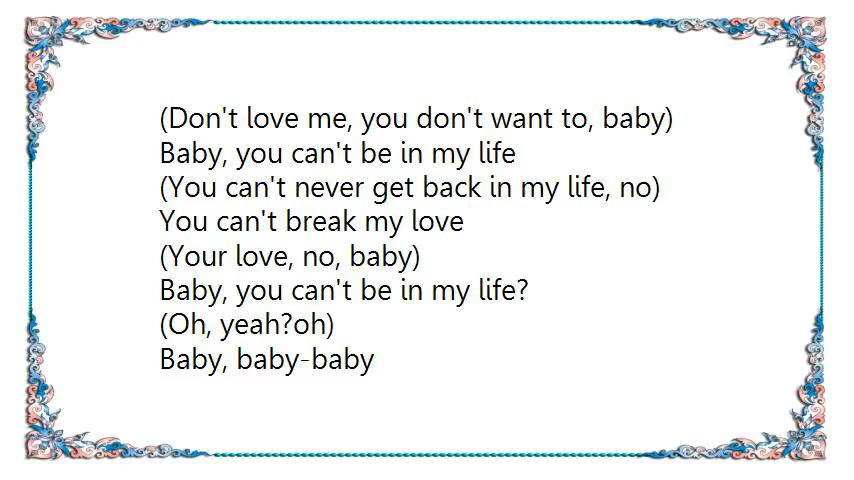 (Don't love me, you don't want to, baby)
Baby, you can't be in my life
(You can't never get back in my life, no)
You can't break my love
(Your love, no, baby)
Baby, you can't be in my life?
(Oh, yeah?oh)
Baby, baby-baby